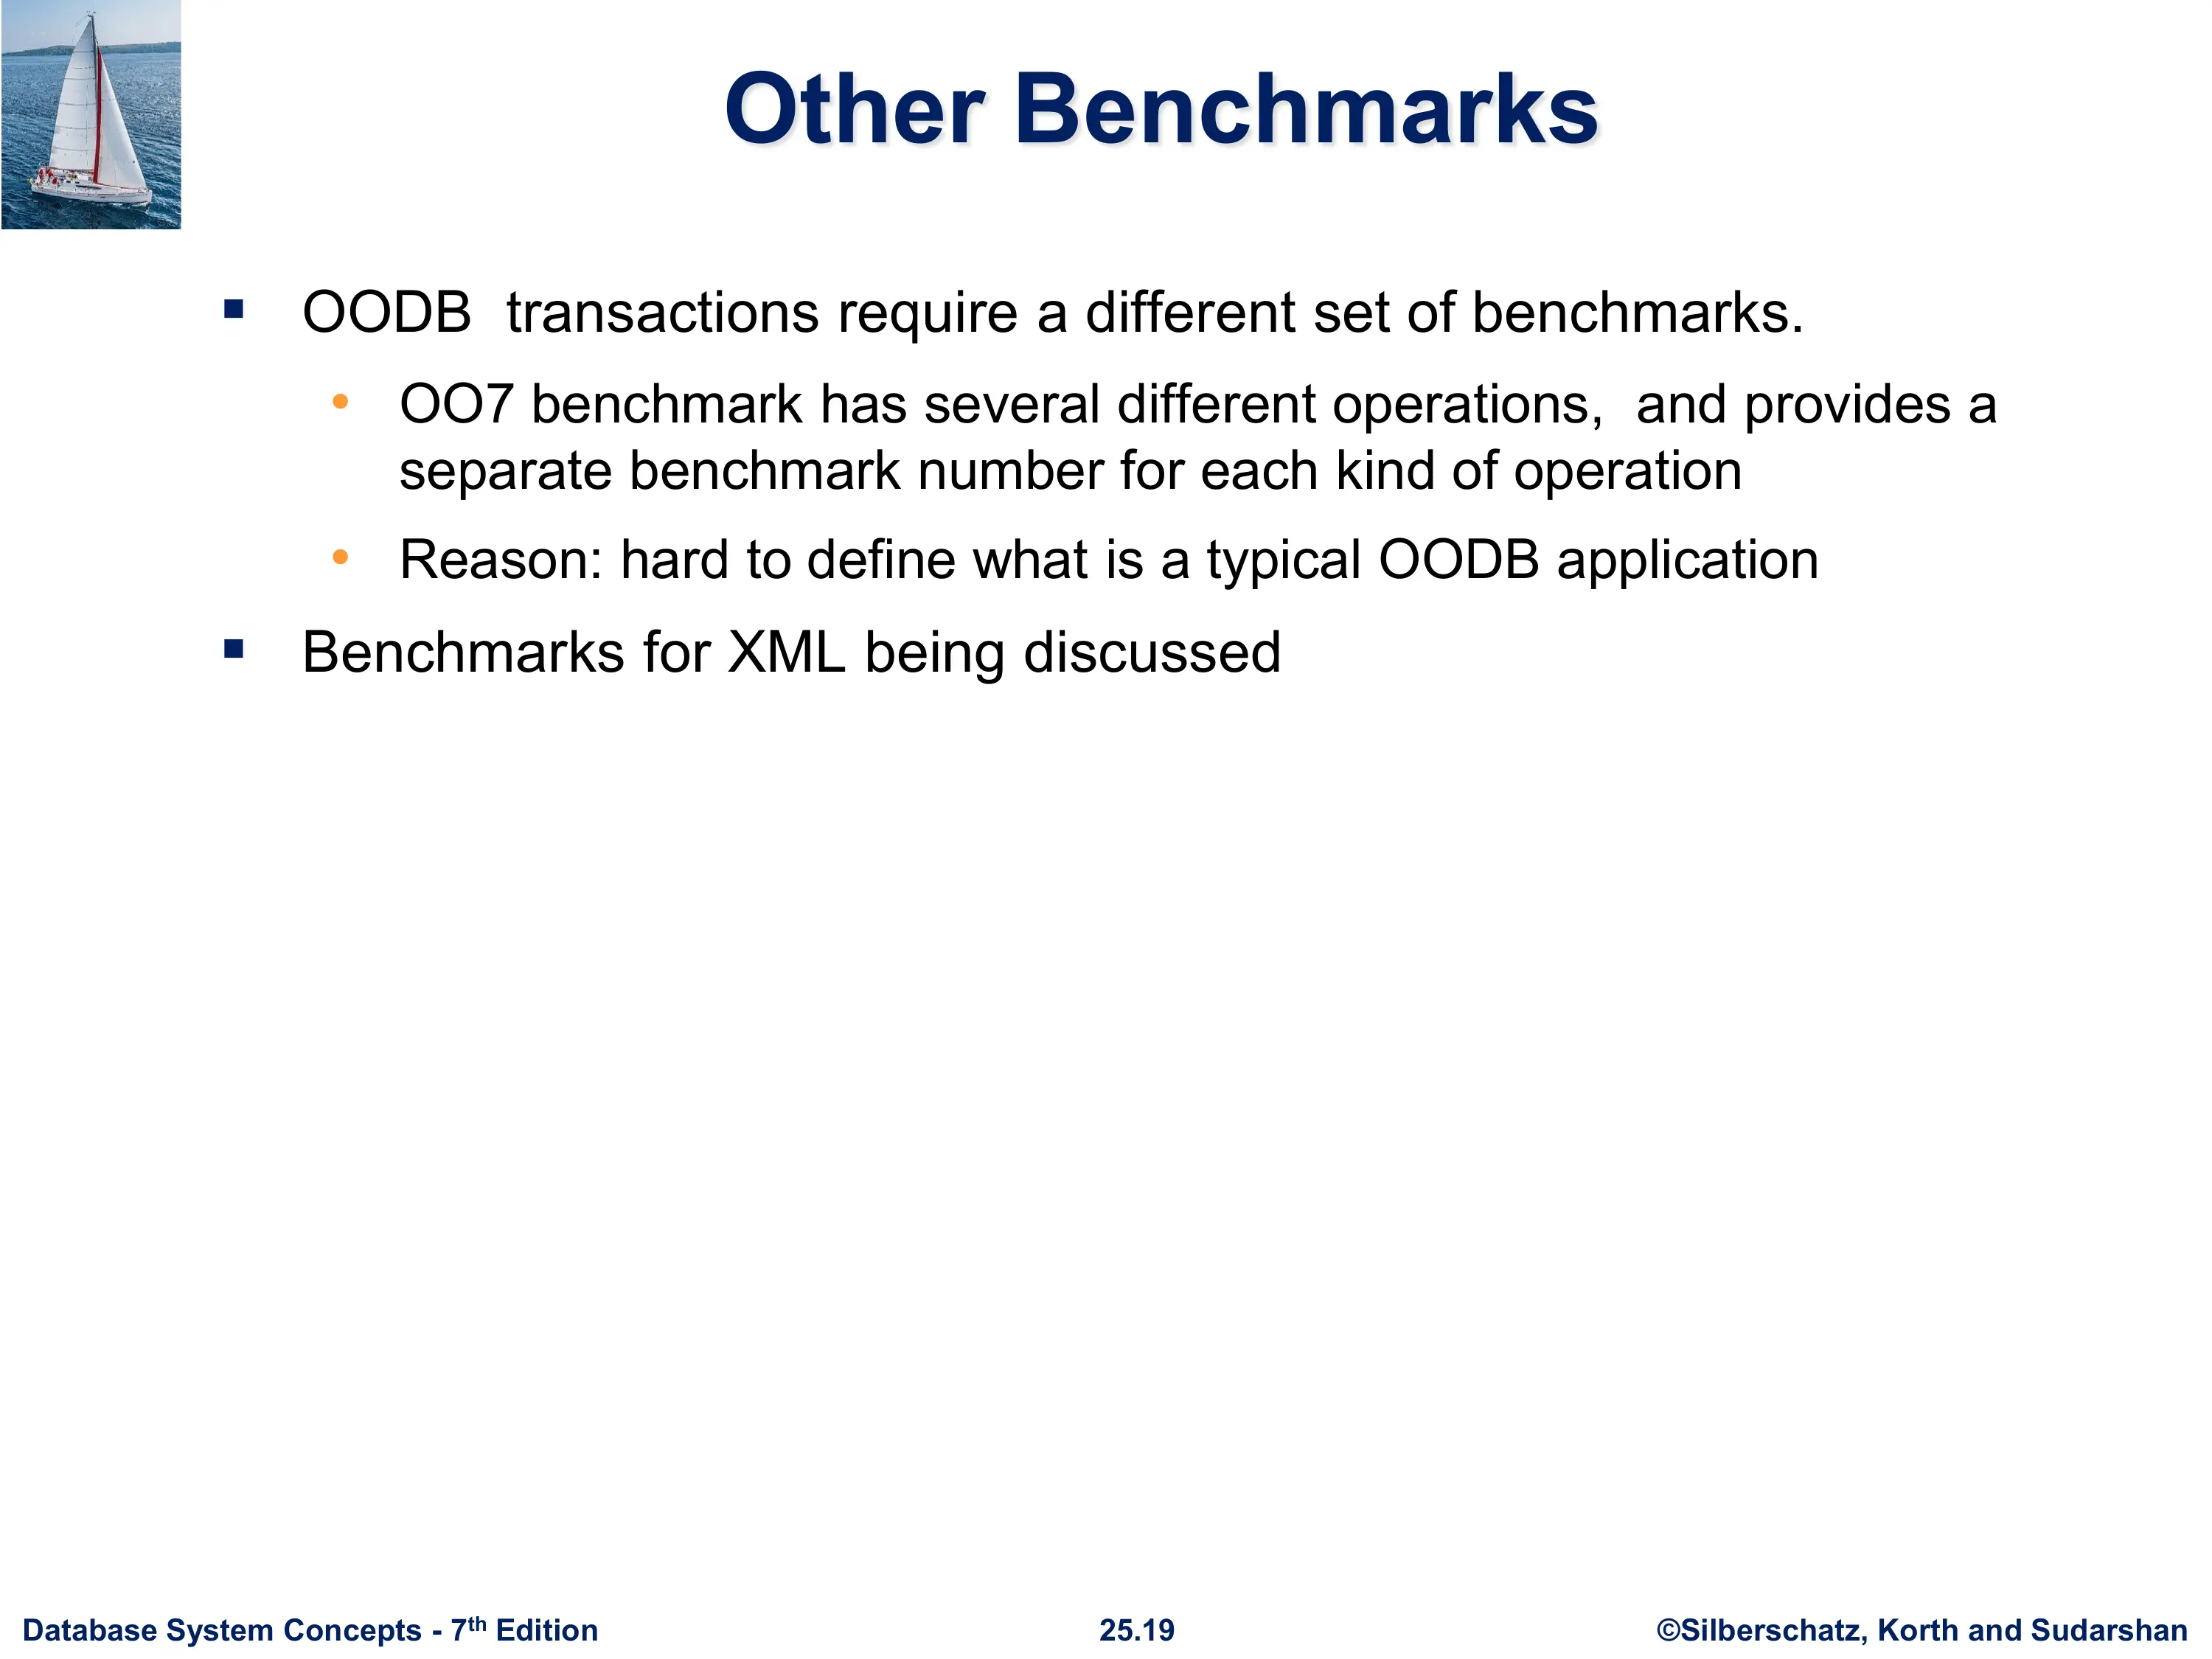 Other Benchmarks
▪ OODB  transactions require a different set of benchmarks.
• OO7 benchmark has several different operations,  and provides a
separate benchmark number for each kind of operation
• Reason: hard to define what is a typical OODB application
▪ Benchmarks for XML being discussed
Database System Concepts - 7th Edition
25.19
©Silberschatz, Korth and Sudarshan